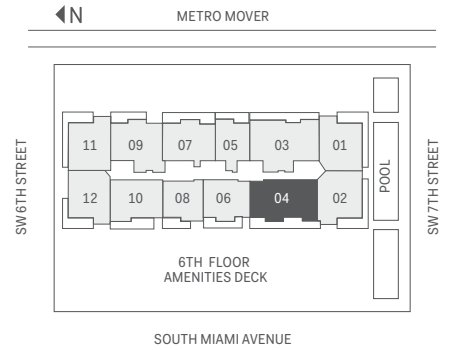 N
METRO MOVER
11
09
07
05
03
01
12
10
08
06
04
02
POOL
SW 6TH STREET
SW 7TH STREET
6TH FLOOR
AMENITIES DECK
SOUTH MIAMI AVENUE